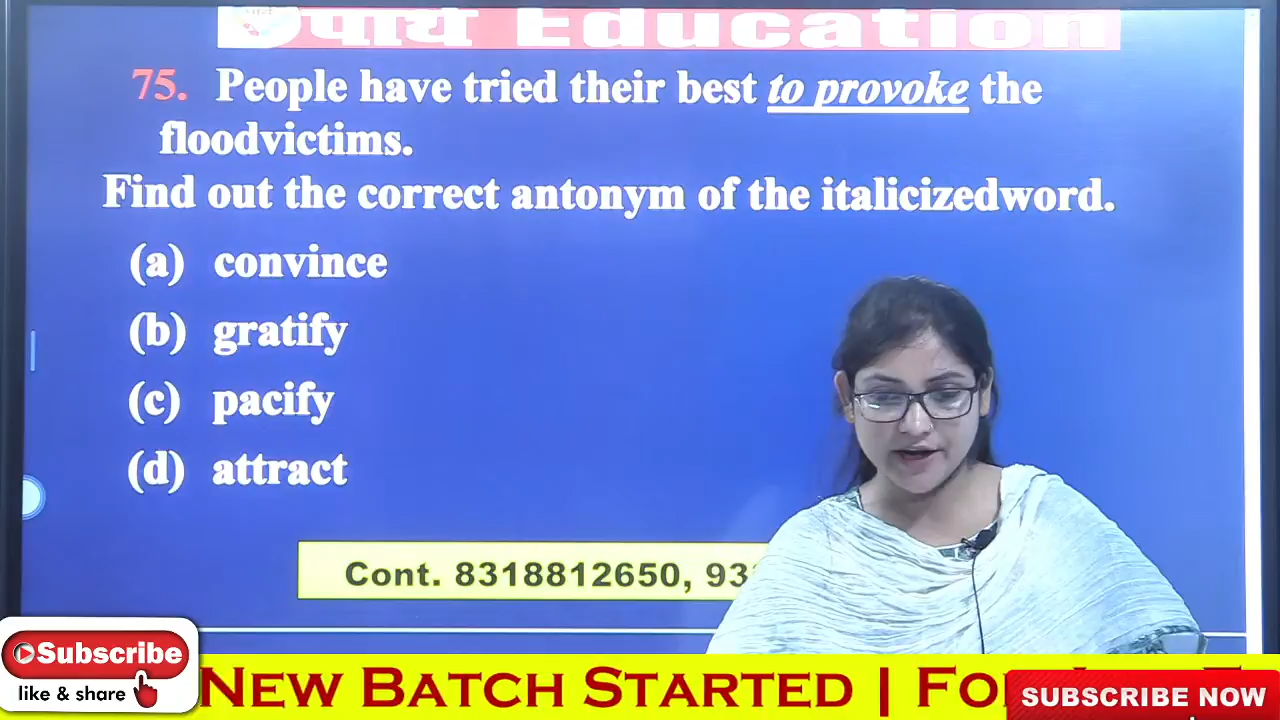 पाय Education
75. People have tried their best to provoke the
floodvictims.
Find out the correct antonym of the italicizedword.
(a) convince
(b) gratify
(c) pacify
(d) attract
Cont. 8318812650, 93
Subscribe
like & share
NEW BATCH STARTED | FO
SUBSCRIBE NOW